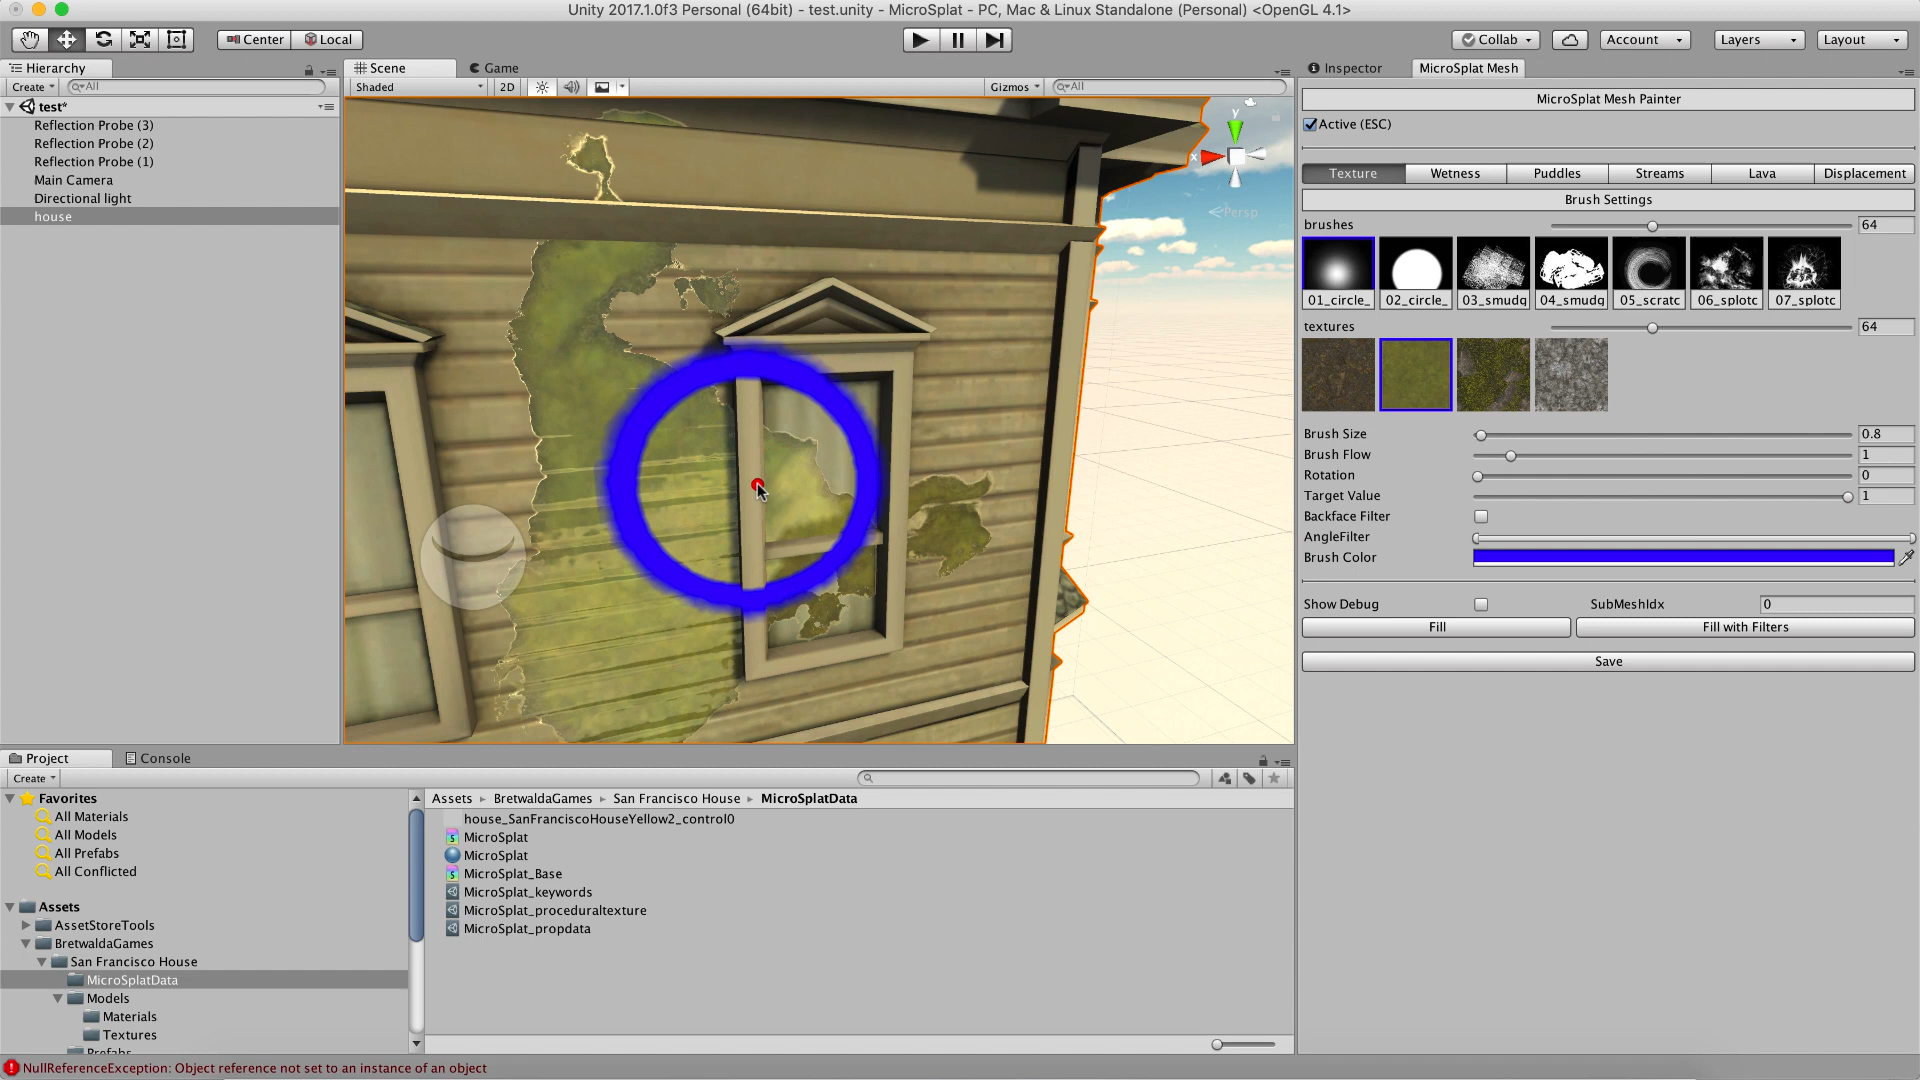 Unity 2017.1.0f3 Personal (64bit) - test.unity - MicroSplat - PC, Mac & Linux Standalone (Personal) <OpenGL 4.1>
Center
Local
Collab
Account
Layers
Layout
Hierarchy
Create
All
test*
Reflection Probe (3)
Reflection Probe (2)
Reflection Probe (1)
Main Camera
Directional light
house
Scene
Game
Shaded
2D
Gizmos
All
y
x
Persp
Inspector
MicroSplat Mesh
MicroSplat Mesh Painter
Active (ESC)
Texture
Wetness
Puddles
Streams
Lava
Displacement
Brush Settings
brushes
64
01_circle_
02_circle_
03_smudg
04_smudg
05_scratc
06_splotc
07_splotc
textures
64
Brush Size
0.8
Brush Flow
1
Rotation
0
Target Value
1
Backface Filter
AngleFilter
Brush Color
Show Debug
SubMeshIdx
0
Fill
Fill with Filters
Save
Project
Console
Create
Favorites
All Materials
All Models
All Prefabs
All Conflicted
Assets
AssetStoreTools
BretwaldaGames
San Francisco House
MicroSplatData
Models
Materials
Textures
Prefabs
Assets
BretwaldaGames
San Francisco House
MicroSplatData
house_SanFranciscoHouseYellow2_control0
MicroSplat
MicroSplat
MicroSplat_Base
MicroSplat_keywords
MicroSplat_proceduraltexture
MicroSplat_propdata
NullReferenceException: Object reference not set to an instance of an object